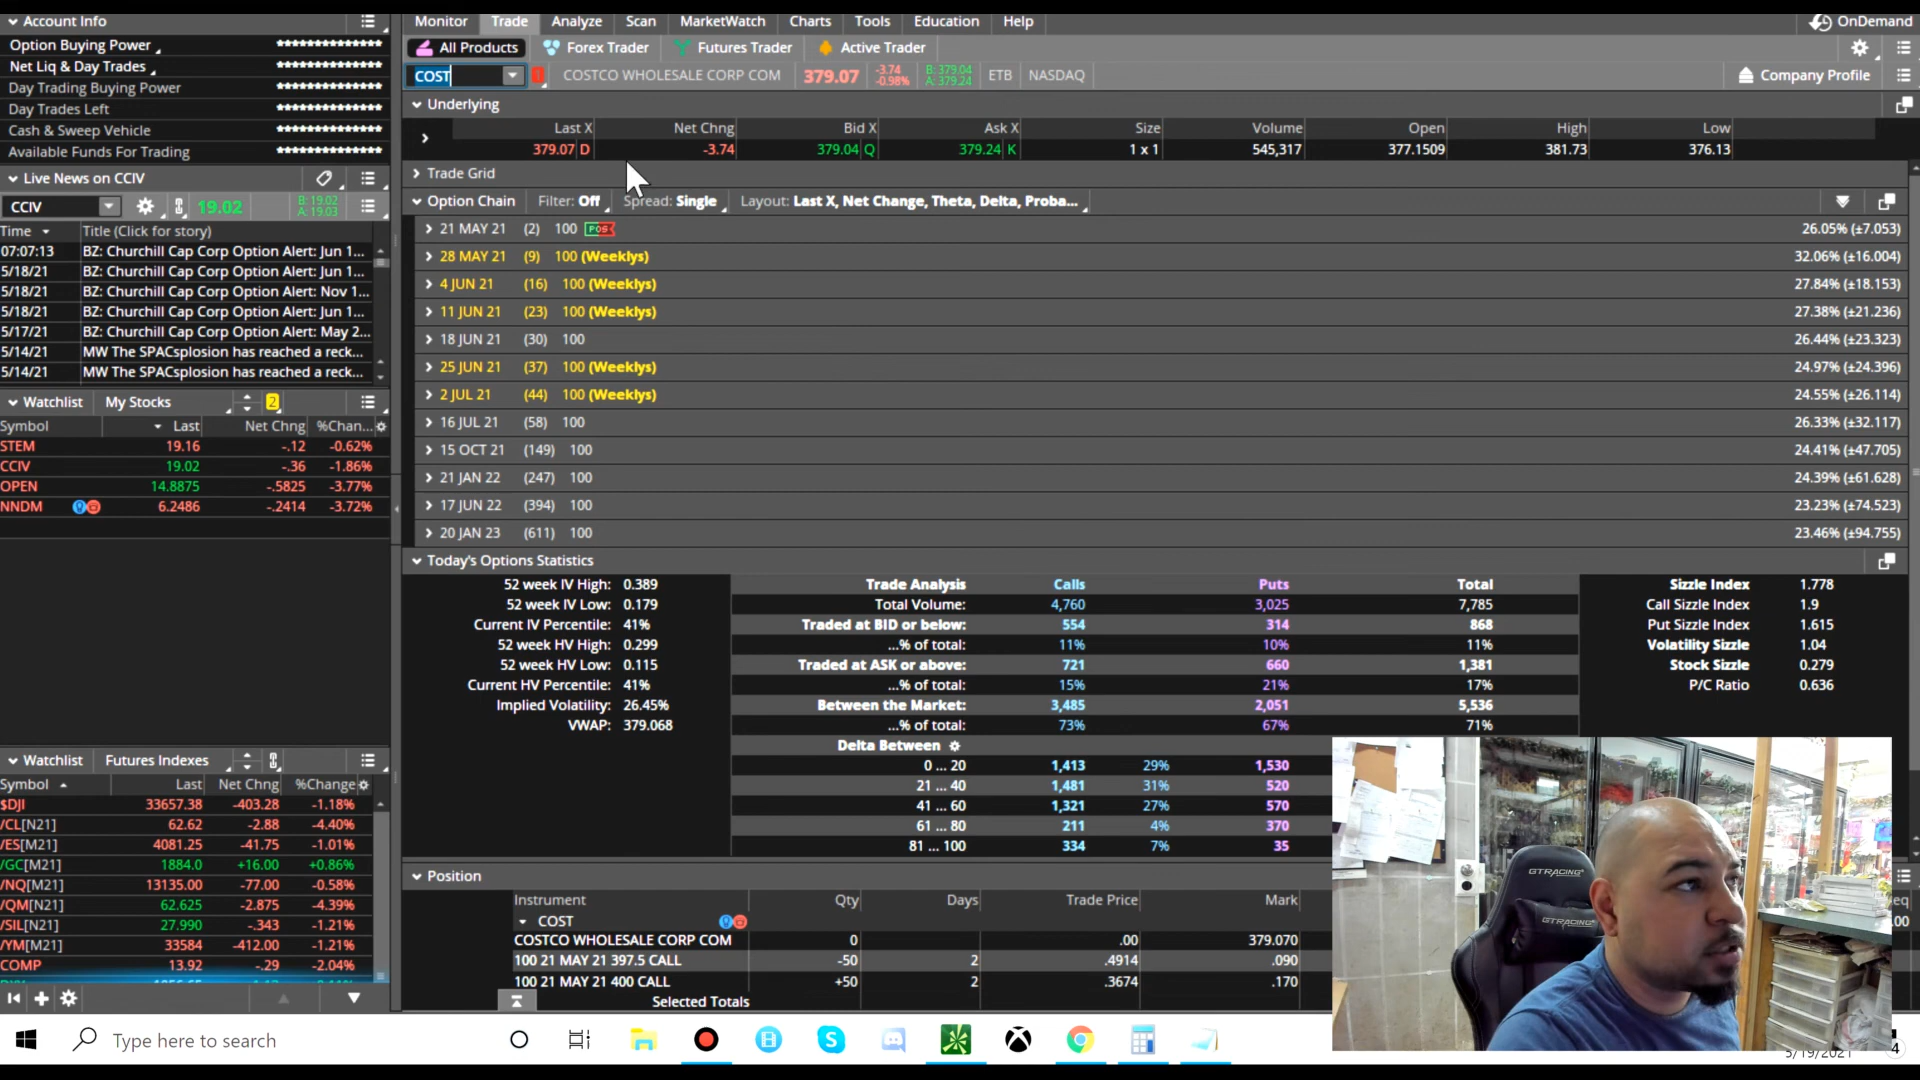 Account Info
Option Buying Power **************
Net Liq & Day Trades **************
Day Trading Buying Power **************
Day Trades Left **************
Cash & Sweep Vehicle **************
Available Funds For Trading **************
Live News on CCIV
CCIV 19.02 B: 19.02 A: 19.03
Time Title (Click for story)
07:07:13 BZ: Churchill Cap Corp Option Alert: Jun 1...
5/18/21 BZ: Churchill Cap Corp Option Alert: Jun 1...
5/18/21 BZ: Churchill Cap Corp Option Alert: Nov 1...
5/18/21 BZ: Churchill Cap Corp Option Alert: Jun 1...
5/17/21 BZ: Churchill Cap Corp Option Alert: May 2...
5/14/21 MW The SPACsplosion has reached a reck...
5/14/21 MW The SPACsplosion has reached a reck...
Watchlist My Stocks 2
Symbol Last Net Chng %Chan...
STEM 19.16 -.12 -0.62%
CCIV 19.02 -.36 -1.86%
OPEN 14.8875 -.5825 -3.77%
NNDM 6.2486 -.2414 -3.72%
Watchlist Futures Indexes
Symbol Last Net Chng %Change
$DJI 33657.38 -403.28 -1.18%
/CL[N21] 62.62 -2.88 -4.40%
/ES[M21] 4081.25 -41.75 -1.01%
/GC[M21] 1884.0 +16.00 +0.86%
/NQ[M21] 13135.00 -77.00 -0.58%
/QM[N21] 62.625 -2.875 -4.39%
/SIL[N21] 27.990 -.343 -1.21%
/YM[M21] 33584 -412.00 -1.21%
COMP 13.92 -.29 -2.04%
Monitor Trade Analyze Scan MarketWatch Charts Tools Education Help OnDemand
All Products Forex Trader Futures Trader Active Trader
COST COSTCO WHOLESALE CORP COM 379.07 -3.74 -0.98% B: 379.04 A: 379.24 ETB NASDAQ Company Profile
Underlying
Last X Net Chng Bid X Ask X Size Volume Open High Low
379.07 D -3.74 379.04 Q 379.24 K 1 x 1 545,317 377.1509 381.73 376.13
Trade Grid
Option Chain Filter: Off Spread: Single Layout: Last X, Net Change, Theta, Delta, Proba...
21 MAY 21 (2) 100 POS 26.05% (±7.053)
28 MAY 21 (9) 100 (Weeklys) 32.06% (±16.004)
4 JUN 21 (16) 100 (Weeklys) 27.84% (±18.153)
11 JUN 21 (23) 100 (Weeklys) 27.38% (±21.236)
18 JUN 21 (30) 100 26.44% (±23.323)
25 JUN 21 (37) 100 (Weeklys) 24.97% (±24.396)
2 JUL 21 (44) 100 (Weeklys) 24.55% (±26.114)
16 JUL 21 (58) 100 26.33% (±32.117)
15 OCT 21 (149) 100 24.41% (±47.705)
21 JAN 22 (247) 100 24.39% (±61.628)
17 JUN 22 (394) 100 23.23% (±74.523)
20 JAN 23 (611) 100 23.46% (±94.755)
Today's Options Statistics
52 week IV High: 0.389 Trade Analysis Calls Puts Total Sizzle Index 1.778
52 week IV Low: 0.179 Total Volume: 4,760 3,025 7,785 Call Sizzle Index 1.9
Current IV Percentile: 41% Traded at BID or below: 554 314 868 Put Sizzle Index 1.615
52 week HV High: 0.299 ...% of total: 11% 10% 11% Volatility Sizzle 1.04
52 week HV Low: 0.115 Traded at ASK or above: 721 660 1,381 Stock Sizzle 0.279
Current HV Percentile: 41% ...% of total: 15% 21% 17% P/C Ratio 0.636
Implied Volatility: 26.45% Between the Market: 3,485 2,051 5,536
VWAP: 379.068 ...% of total: 73% 67% 71%
Delta Between
0 ... 20 1,413 29% 1,530
21 ... 40 1,481 31% 520
41 ... 60 1,321 27% 570
61 ... 80 211 4% 370
81 ... 100 334 7% 35
Position
Instrument Qty Days Trade Price Mark
COST
COSTCO WHOLESALE CORP COM 0 .00 379.070
100 21 MAY 21 397.5 CALL -50 2 .4914 .090
100 21 MAY 21 400 CALL +50 2 .3674 .170
Selected Totals
GTRACING
GTRACING
Type here to search
5/19/2021 4